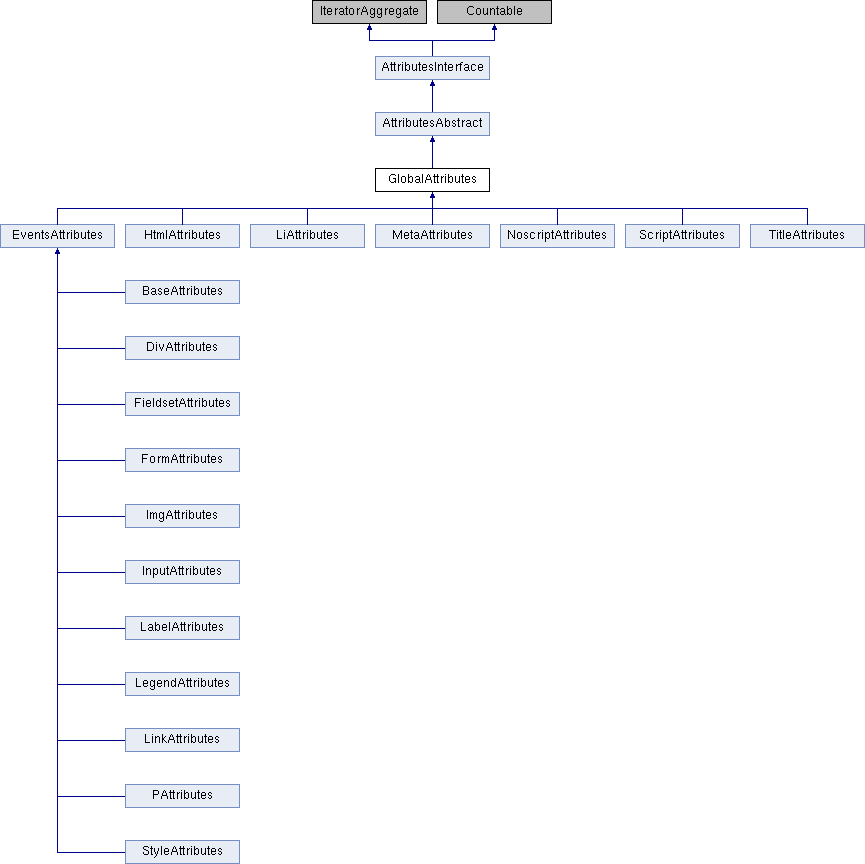 IteratorAggregate
Countable
AttributesInterface
AttributesAbstract
GlobalAttributes
EventsAttributes
HtmlAttributes
LiAttributes
MetaAttributes
NoscriptAttributes
ScriptAttributes
TitleAttributes
BaseAttributes
DivAttributes
FieldsetAttributes
FormAttributes
ImgAttributes
InputAttributes
LabelAttributes
LegendAttributes
LinkAttributes
PAttributes
StyleAttributes